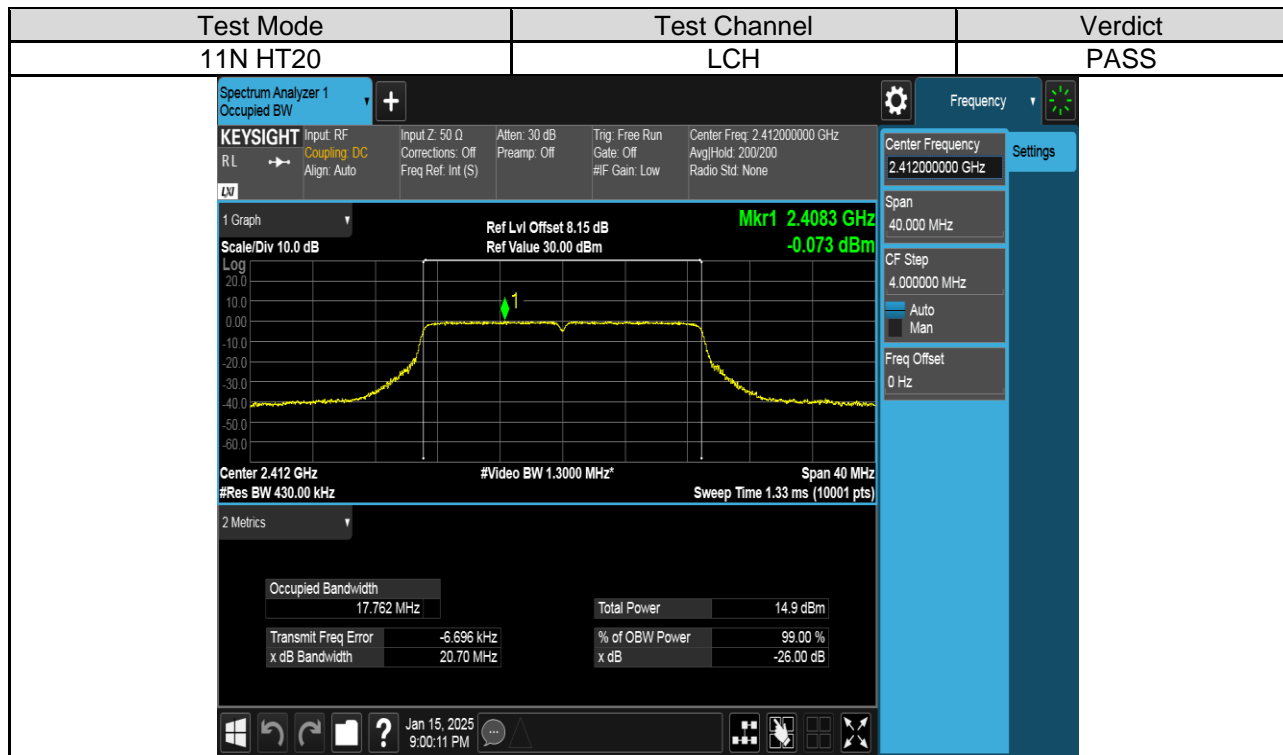 Test Mode Test Channel Verdict
11N HT20 LCH PASS
Spectrum Analyzer 1
Occupied BW
+
Frequency
KEYSIGHT Input: RF Input Z: 50 Ω Atten: 30 dB Trig: Free Run Center Freq: 2.412000000 GHz
RL Coupling: DC Corrections: Off Preamp: Off Gate: Off Avg|Hold: 200/200
Align: Auto Freq Ref: Int (S) #IF Gain: Low Radio Std: None
LXI
Center Frequency
2.412000000 GHz
Settings
Span
40.000 MHz
CF Step
4.000000 MHz
Auto
Man
Freq Offset
0 Hz
1 Graph Ref Lvl Offset 8.15 dB Mkr1 2.4083 GHz
Scale/Div 10.0 dB Ref Value 30.00 dBm -0.073 dBm
Log
20.0
10.0
1
0.00
-10.0
-20.0
-30.0
-40.0
-50.0
-60.0
Center 2.412 GHz #Video BW 1.3000 MHz* Span 40 MHz
#Res BW 430.00 kHz Sweep Time 1.33 ms (10001 pts)
2 Metrics
Occupied Bandwidth
17.762 MHz Total Power 14.9 dBm
Transmit Freq Error -6.696 kHz % of OBW Power 99.00 %
x dB Bandwidth 20.70 MHz x dB -26.00 dB
? Jan 15, 2025
9:00:11 PM